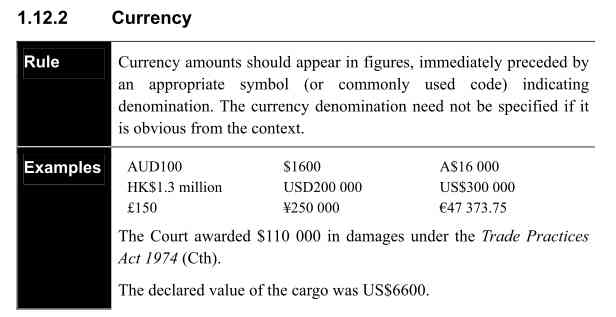 1.12.2 Currency
Rule
Currency amounts should appear in figures, immediately preceded by
an appropriate symbol (or commonly used code) indicating
denomination. The currency denomination need not be specified if it
is obvious from the context.
Examples
AUD100 $1600 A$16 000
HK$1.3 million USD200 000 US$300 000
£150 ¥250 000 €47 373.75
The Court awarded $110 000 in damages under the Trade Practices
Act 1974 (Cth).
The declared value of the cargo was US$6600.